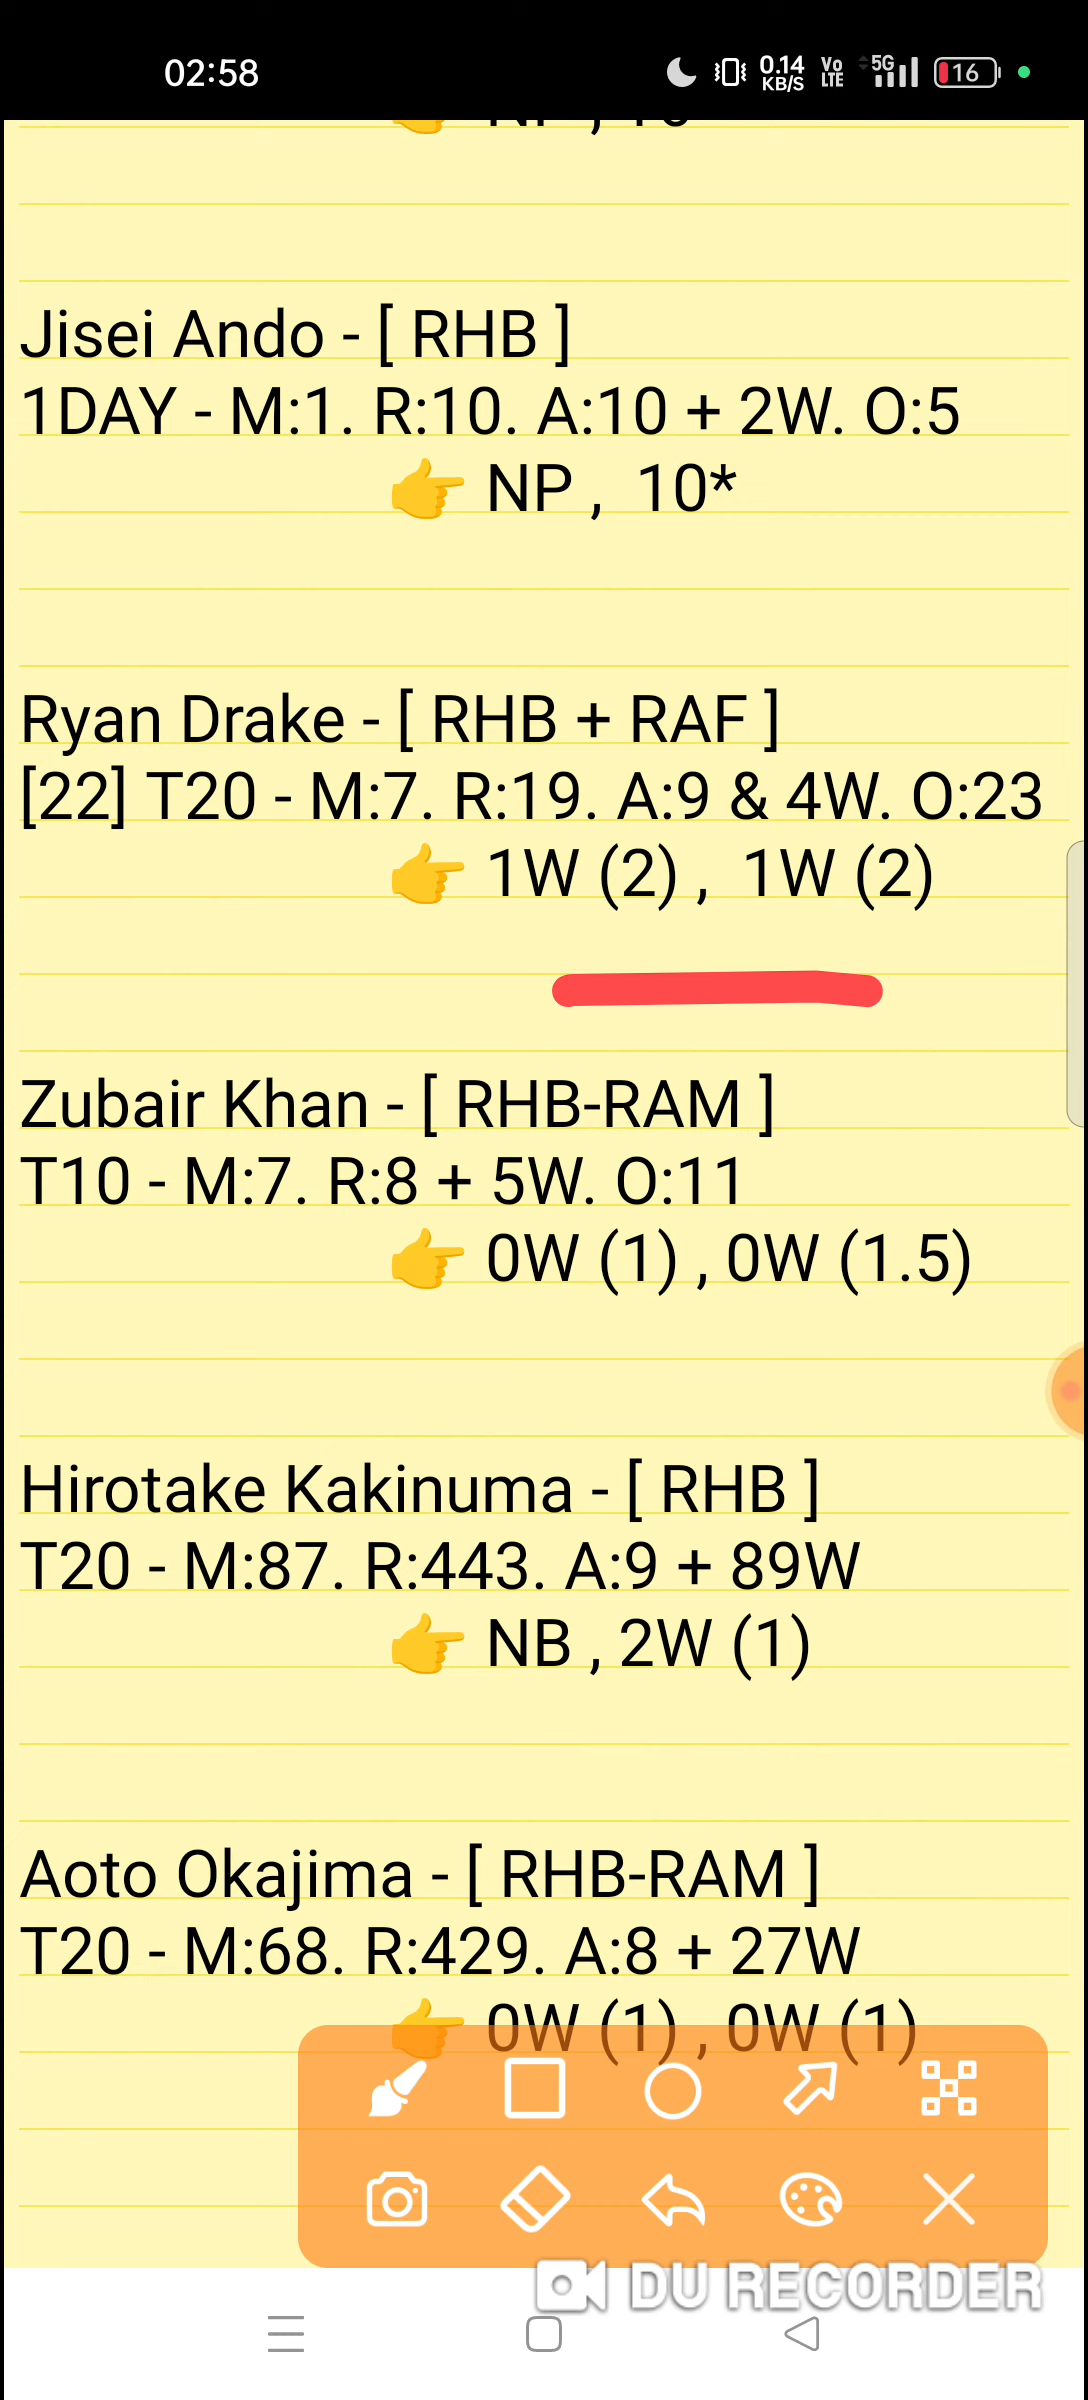 02:58
0.14 KB/S
Vo LTE
5G
16
Jisei Ando - [ RHB ]
1DAY - M:1. R:10. A:10 + 2W. O:5
👉 NP , 10*
Ryan Drake - [ RHB + RAF ]
[22] T20 - M:7. R:19. A:9 & 4W. O:23
👉 1W (2) , 1W (2)
Zubair Khan - [ RHB-RAM ]
T10 - M:7. R:8 + 5W. O:11
👉 0W (1) , 0W (1.5)
Hirotake Kakinuma - [ RHB ]
T20 - M:87. R:443. A:9 + 89W
👉 NB , 2W (1)
Aoto Okajima - [ RHB-RAM ]
T20 - M:68. R:429. A:8 + 27W
👉 0W (1) , 0W (1)
DU RECORDER